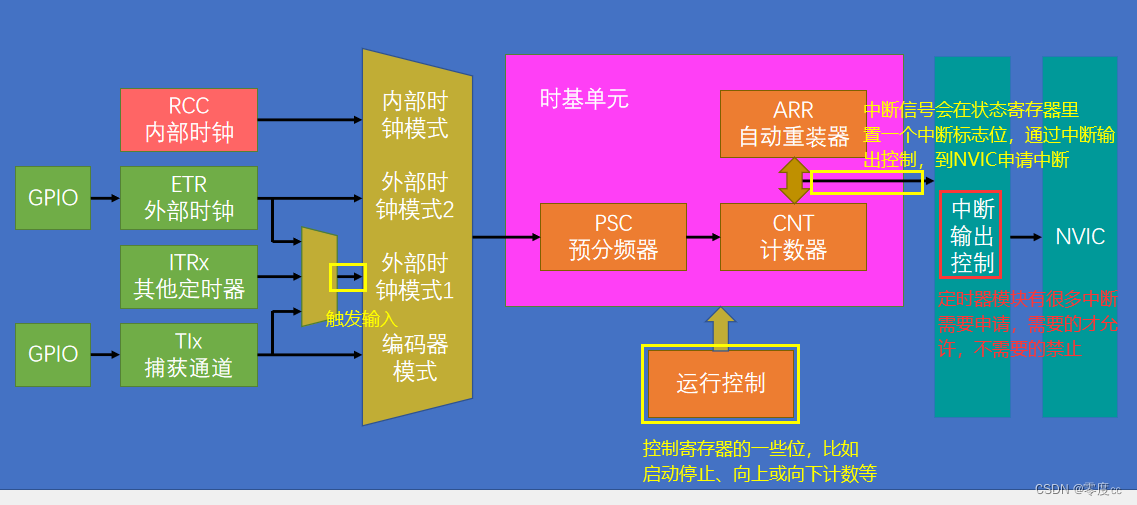 RCC
内部时钟
GPIO
ETR
外部时钟
ITRx
其他定时器
GPIO
TIx
捕获通道
触发输入
内部时
钟模式
外部时
钟模式2
外部时
钟模式1
编码器
模式
时基单元
ARR
自动重装器
PSC
预分频器
CNT
计数器
运行控制
控制寄存器的一些位，比如
启动停止、向上或向下计数等
中断信号会在状态寄存器里
置一个中断标志位，通过中断输
出控制，到NVIC申请中断
中断
输出
控制
NVIC
定时器模块有很多中断
需要申请，需要的才允
许，不需要的禁止
CSDN @零度cc